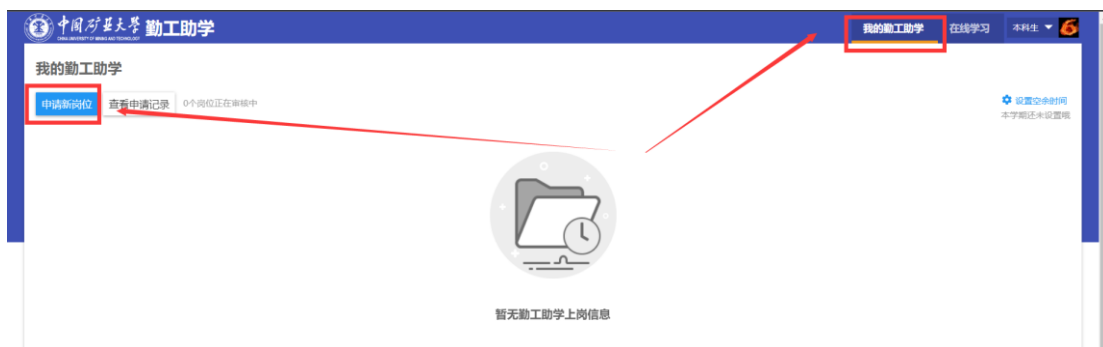 中国矿业大学 勤工助学
CHINA UNIVERSITY OF MINING AND TECHNOLOGY
我的勤工助学 在线学习 本科生
我的勤工助学
申请新岗位 查看申请记录 0个岗位正在审核中
设置空余时间
本学期还未设置哦
暂无勤工助学上岗信息